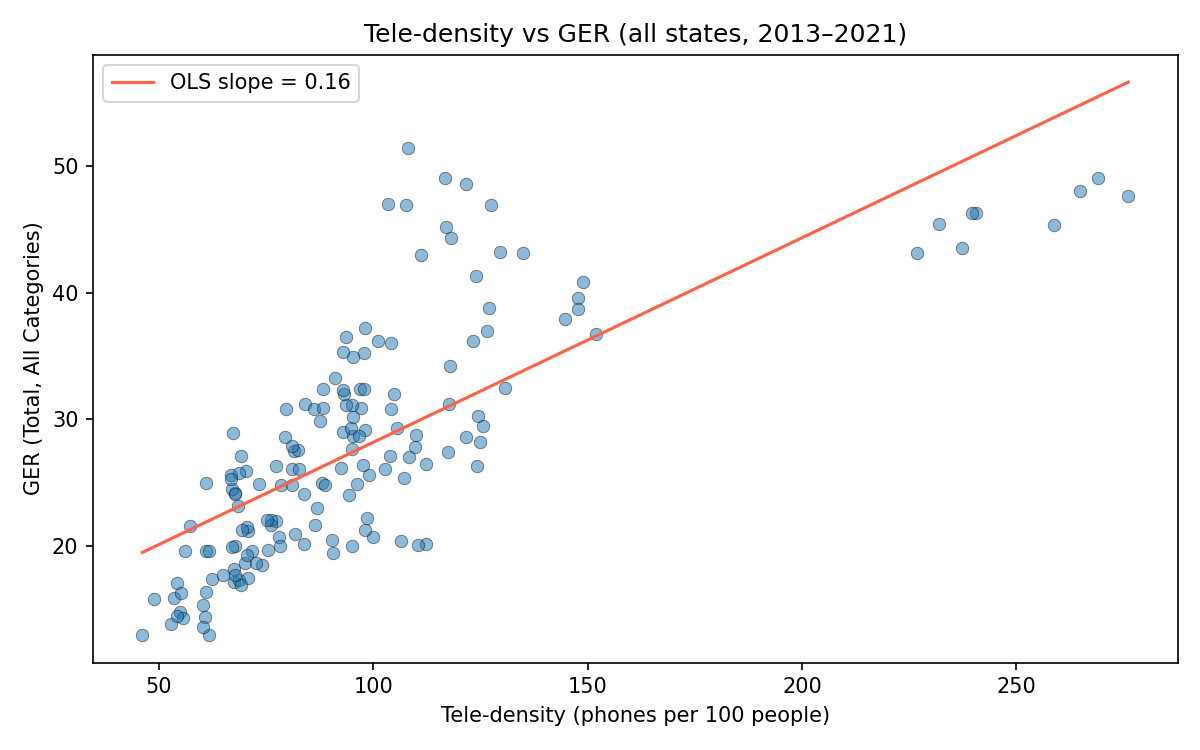 Tele-density vs GER (all states, 2013–2021)
OLS slope = 0.16
GER (Total, All Categories)
50
40
30
20
50
100
150
200
250
Tele-density (phones per 100 people)